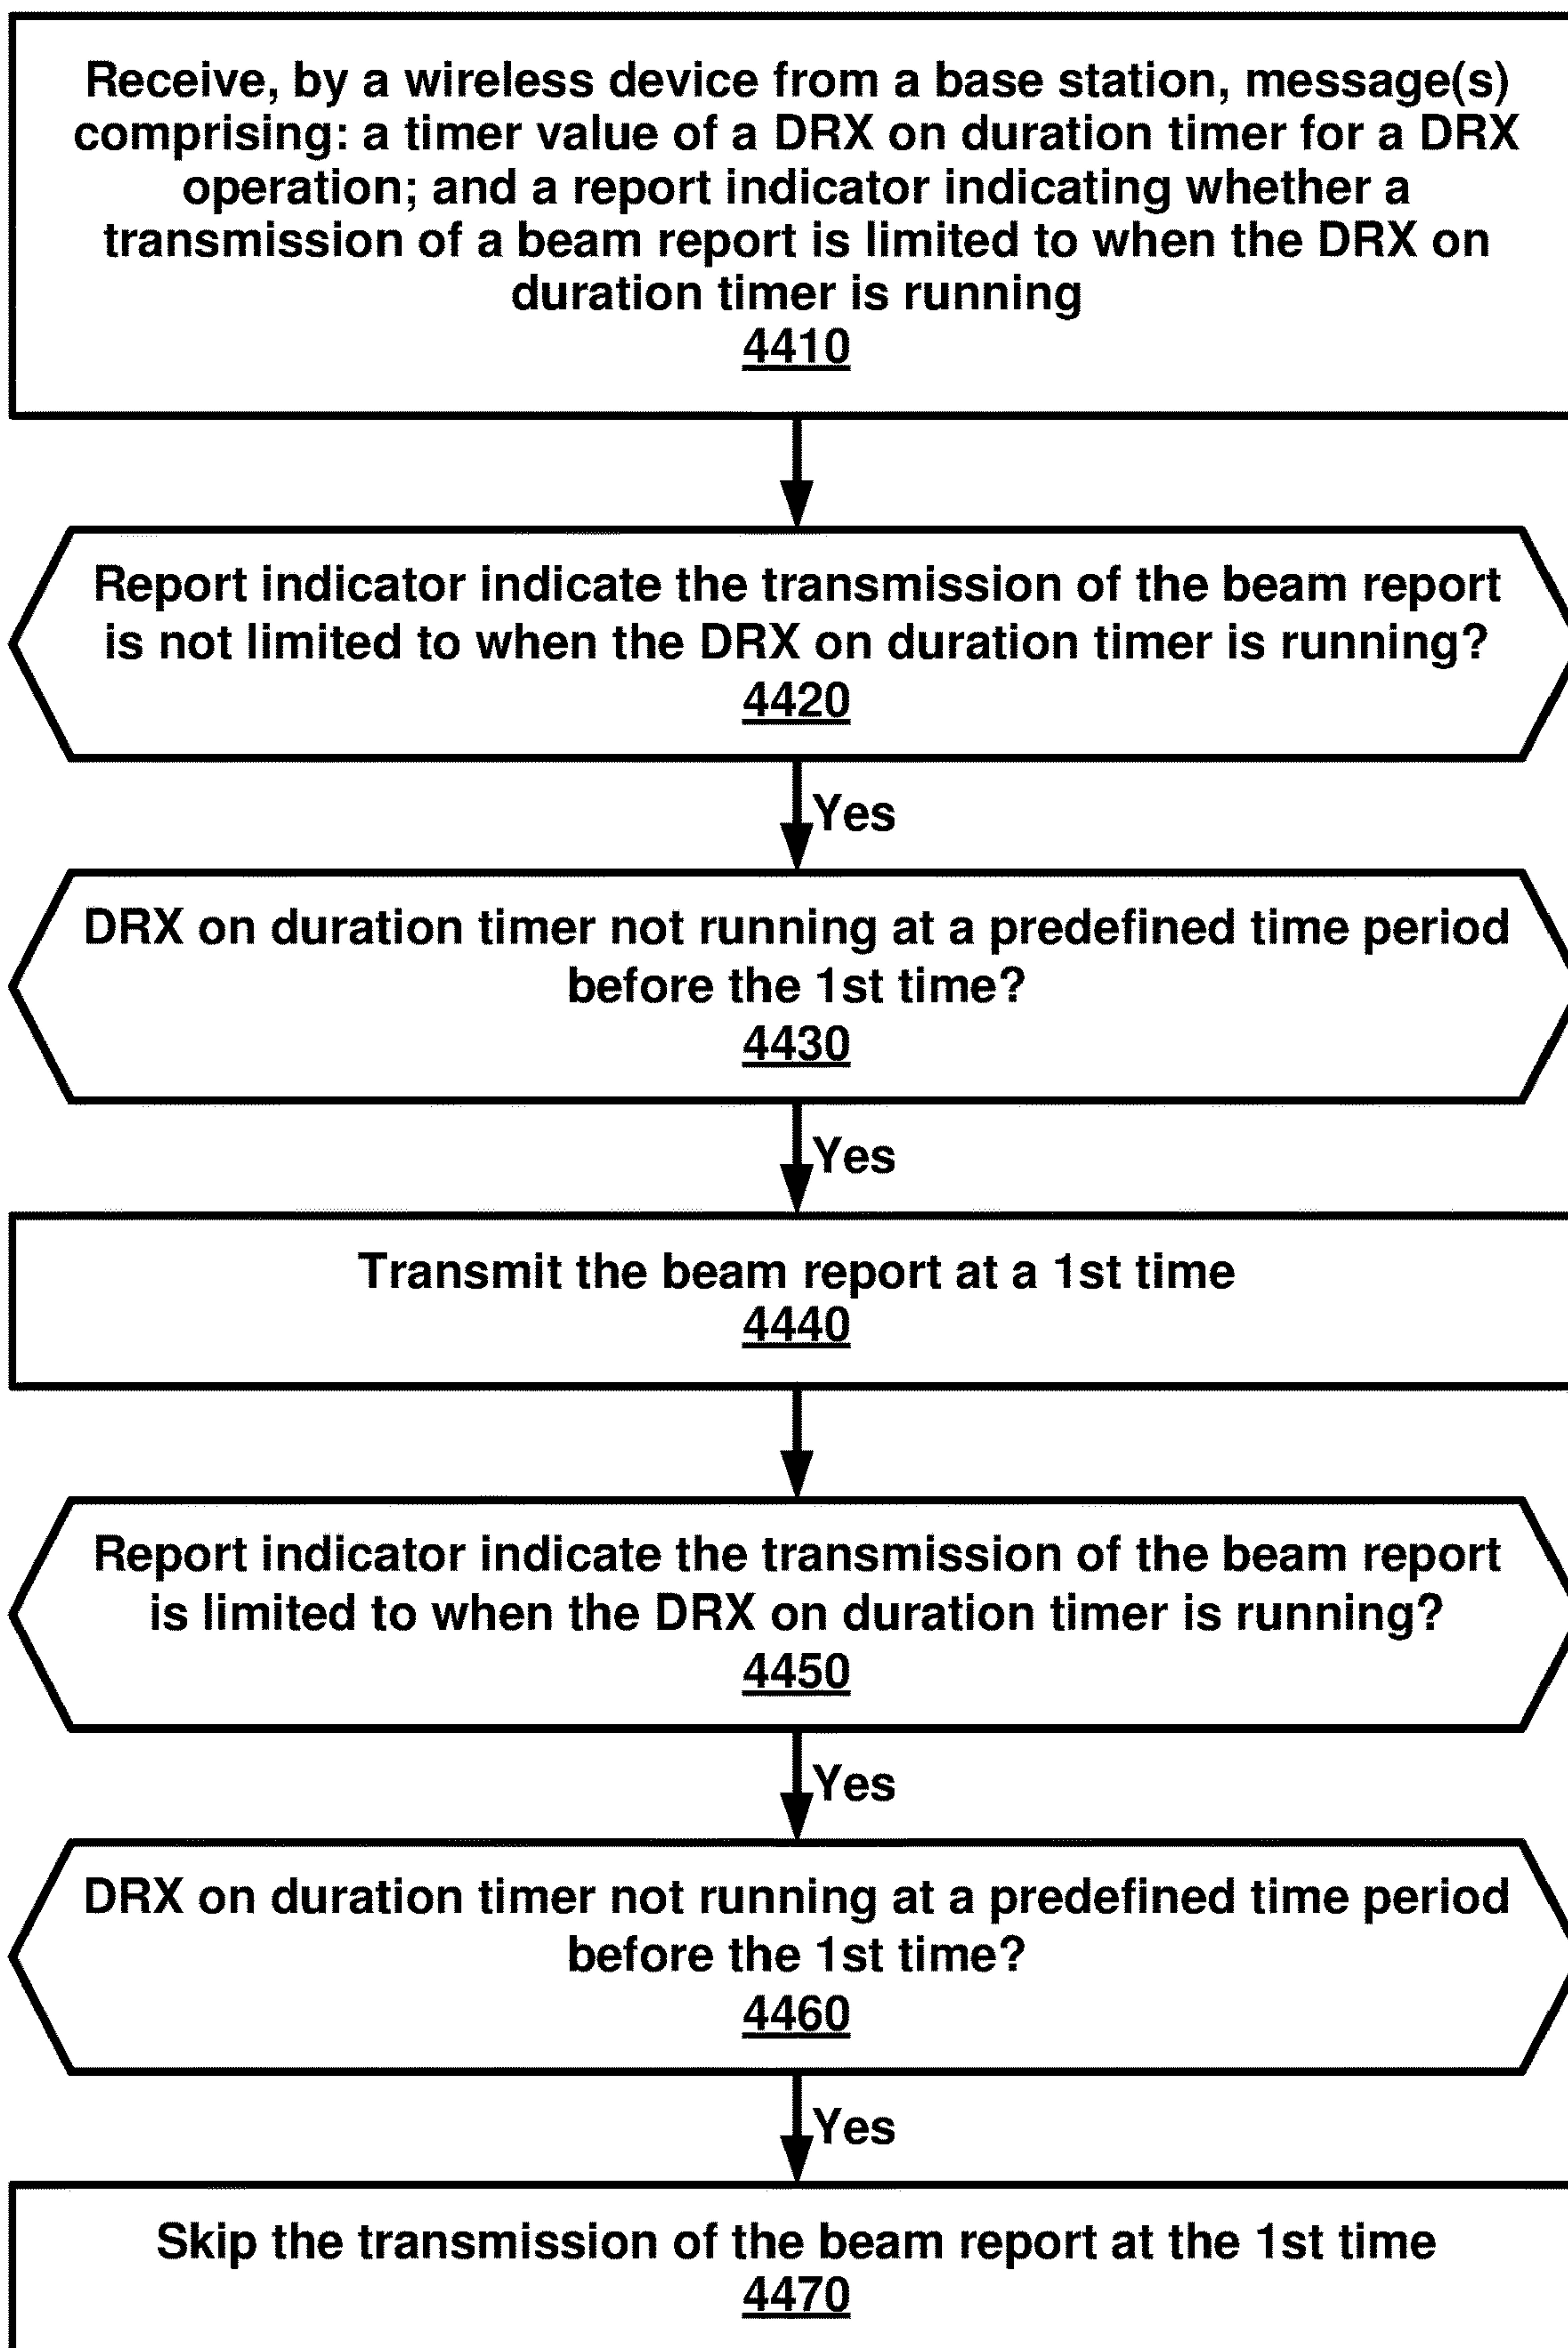 Receive, by a wireless device from a base station, message(s)
comprising: a timer value of a DRX on duration timer for a DRX
operation; and a report indicator indicating whether a
transmission of a beam report is limited to when the DRX on
duration timer is running
4410
Report indicator indicate the transmission of the beam report
is not limited to when the DRX on duration timer is running?
4420
Yes
DRX on duration timer not running at a predefined time period
before the 1st time?
4430
Yes
Transmit the beam report at a 1st time
4440
Report indicator indicate the transmission of the beam report
is limited to when the DRX on duration timer is running?
4450
Yes
DRX on duration timer not running at a predefined time period
before the 1st time?
4460
Yes
Skip the transmission of the beam report at the 1st time
4470